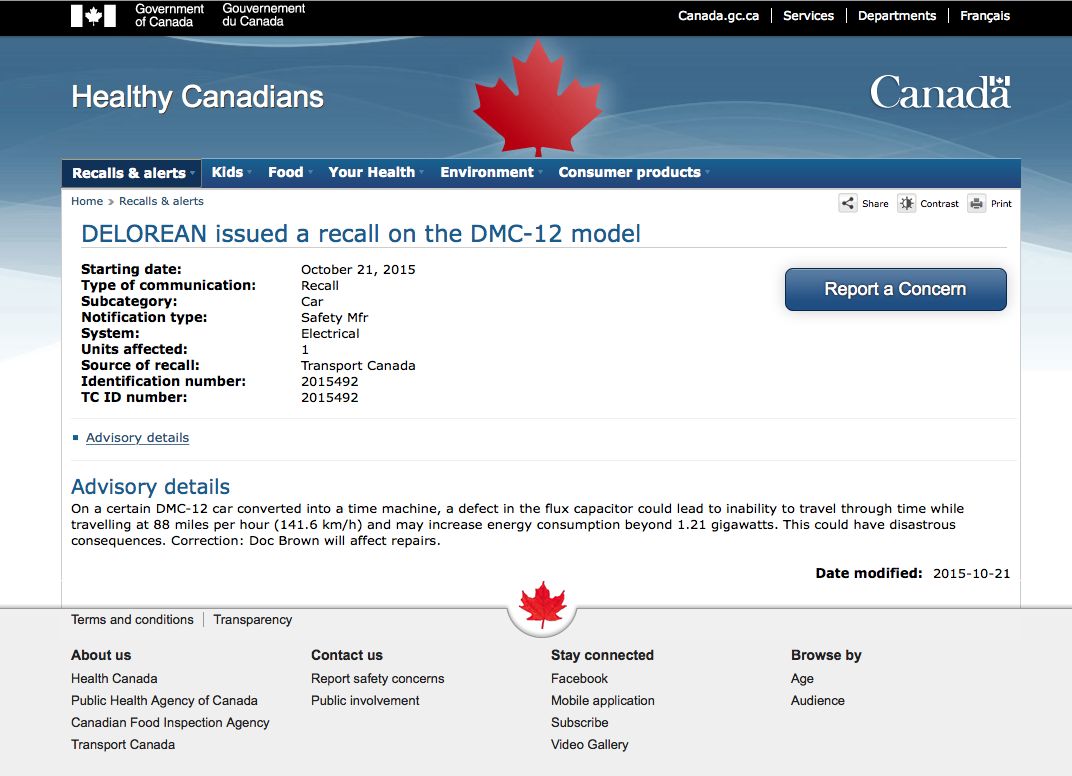 Government of Canada
Gouvernement du Canada
Canada.gc.ca Services Departments Français
Healthy Canadians
Canada
Recalls & alerts Kids Food Your Health Environment Consumer products
Home » Recalls & alerts
Share Contrast Print
DELOREAN issued a recall on the DMC-12 model
Starting date: October 21, 2015
Type of communication: Recall
Subcategory: Car
Notification type: Safety Mfr
System: Electrical
Units affected: 1
Source of recall: Transport Canada
Identification number: 2015492
TC ID number: 2015492
Report a Concern
Advisory details
Advisory details
On a certain DMC-12 car converted into a time machine, a defect in the flux capacitor could lead to inability to travel through time while
travelling at 88 miles per hour (141.6 km/h) and may increase energy consumption beyond 1.21 gigawatts. This could have disastrous
consequences. Correction: Doc Brown will affect repairs.
Date modified: 2015-10-21
Terms and conditions Transparency
About us
Health Canada
Public Health Agency of Canada
Canadian Food Inspection Agency
Transport Canada
Contact us
Report safety concerns
Public involvement
Stay connected
Facebook
Mobile application
Subscribe
Video Gallery
Browse by
Age
Audience